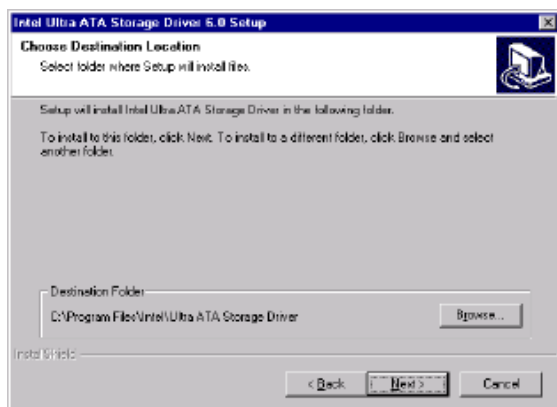 Intel Ultra ATA Storage Driver 6.0 Setup
Choose Destination Location
Select folder where Setup will install files.
Setup will install Intel Ultra ATA Storage Driver in the following folder.
To install to this folder, click Next. To install to a different folder, click Browse and select
another folder.
Destination Folder
C:\Program Files\Intel\Ultra ATA Storage Driver
Browse...
InstallShield
< Back
Next >
Cancel